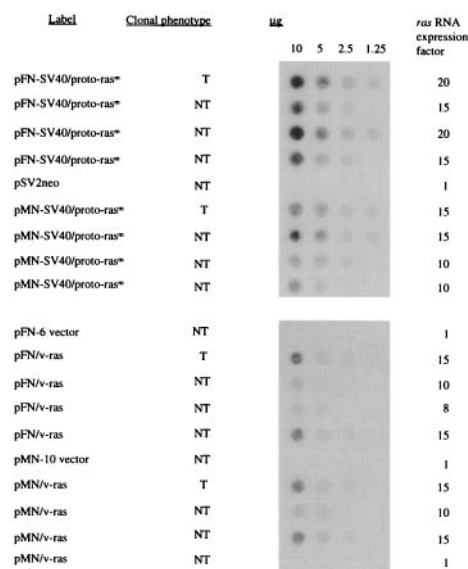 Label Clonal phenotype μg ras RNA
expression
factor
10 5 2.5 1.25
pFN-SV40/proto-ras∞ T 20
pFN-SV40/proto-ras∞ NT 15
pFN-SV40/proto-ras∞ NT 20
pFN-SV40/proto-ras∞ NT 15
pSV2neo NT 1
pMN-SV40/proto-ras∞ T 15
pMN-SV40/proto-ras∞ NT 15
pMN-SV40/proto-ras∞ NT 10
pMN-SV40/proto-ras∞ NT 10
pFN-6 vector NT 1
pFN/v-ras T 15
pFN/v-ras NT 10
pFN/v-ras NT 8
pFN/v-ras NT 15
pMN-10 vector NT 1
pMN/v-ras T 15
pMN/v-ras NT 10
pMN/v-ras NT 15
pMN/v-ras NT 1